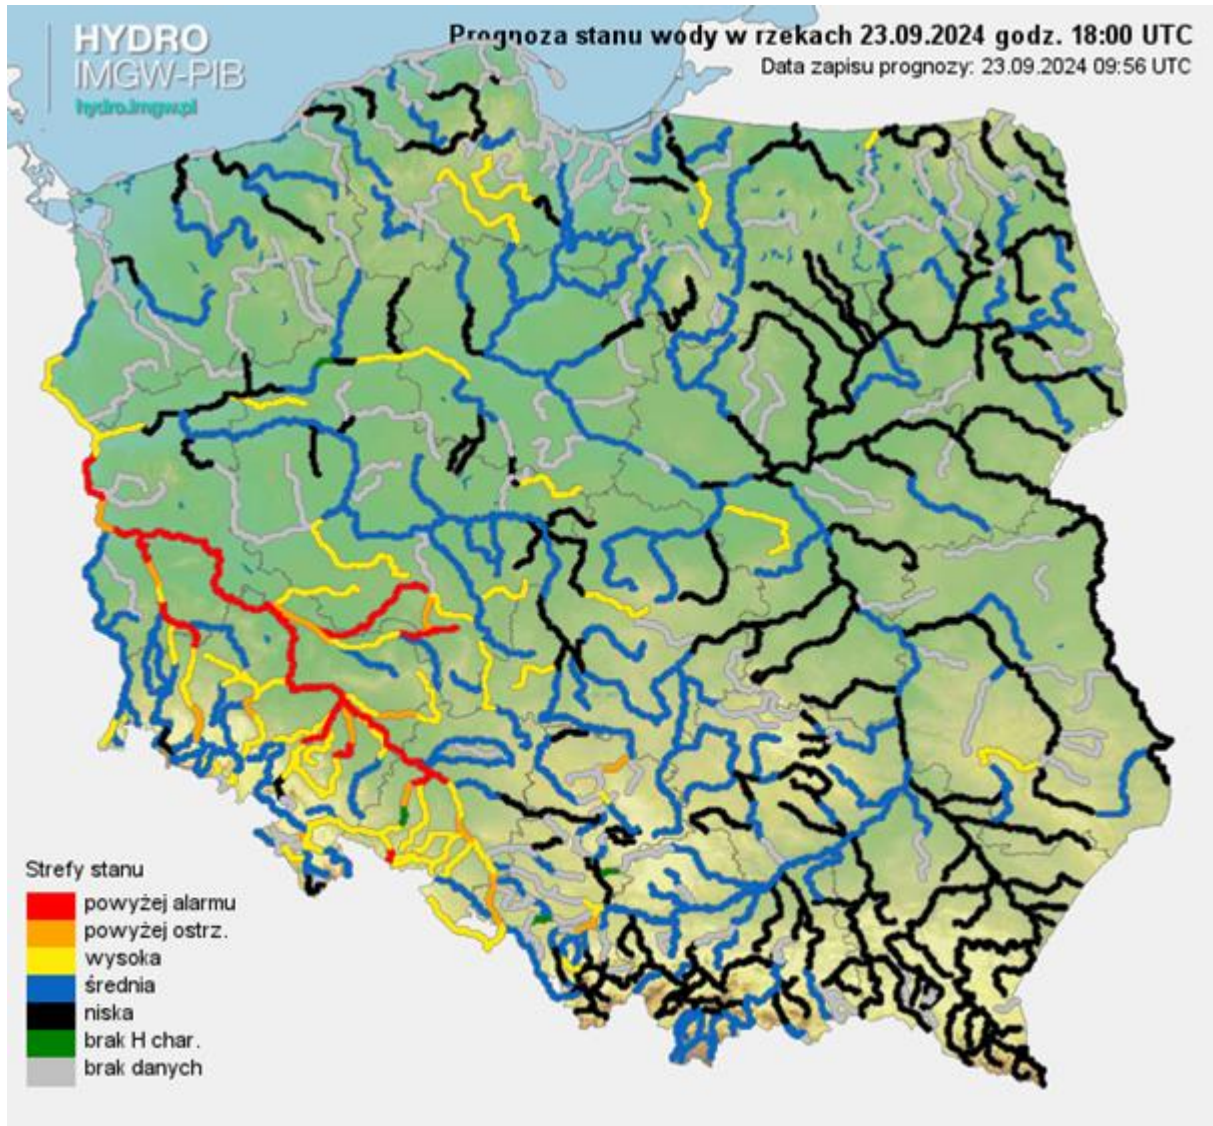 HYDRO
IMGW-PIB
hydro.imgw.pl
Prognoza stanu wody w rzekach 23.09.2024 godz. 18:00 UTC
Data zapisu prognozy: 23.09.2024 09:56 UTC
Strefy stanu
powyżej alarmu
powyżej ostrz.
wysoka
średnia
niska
brak H char.
brak danych